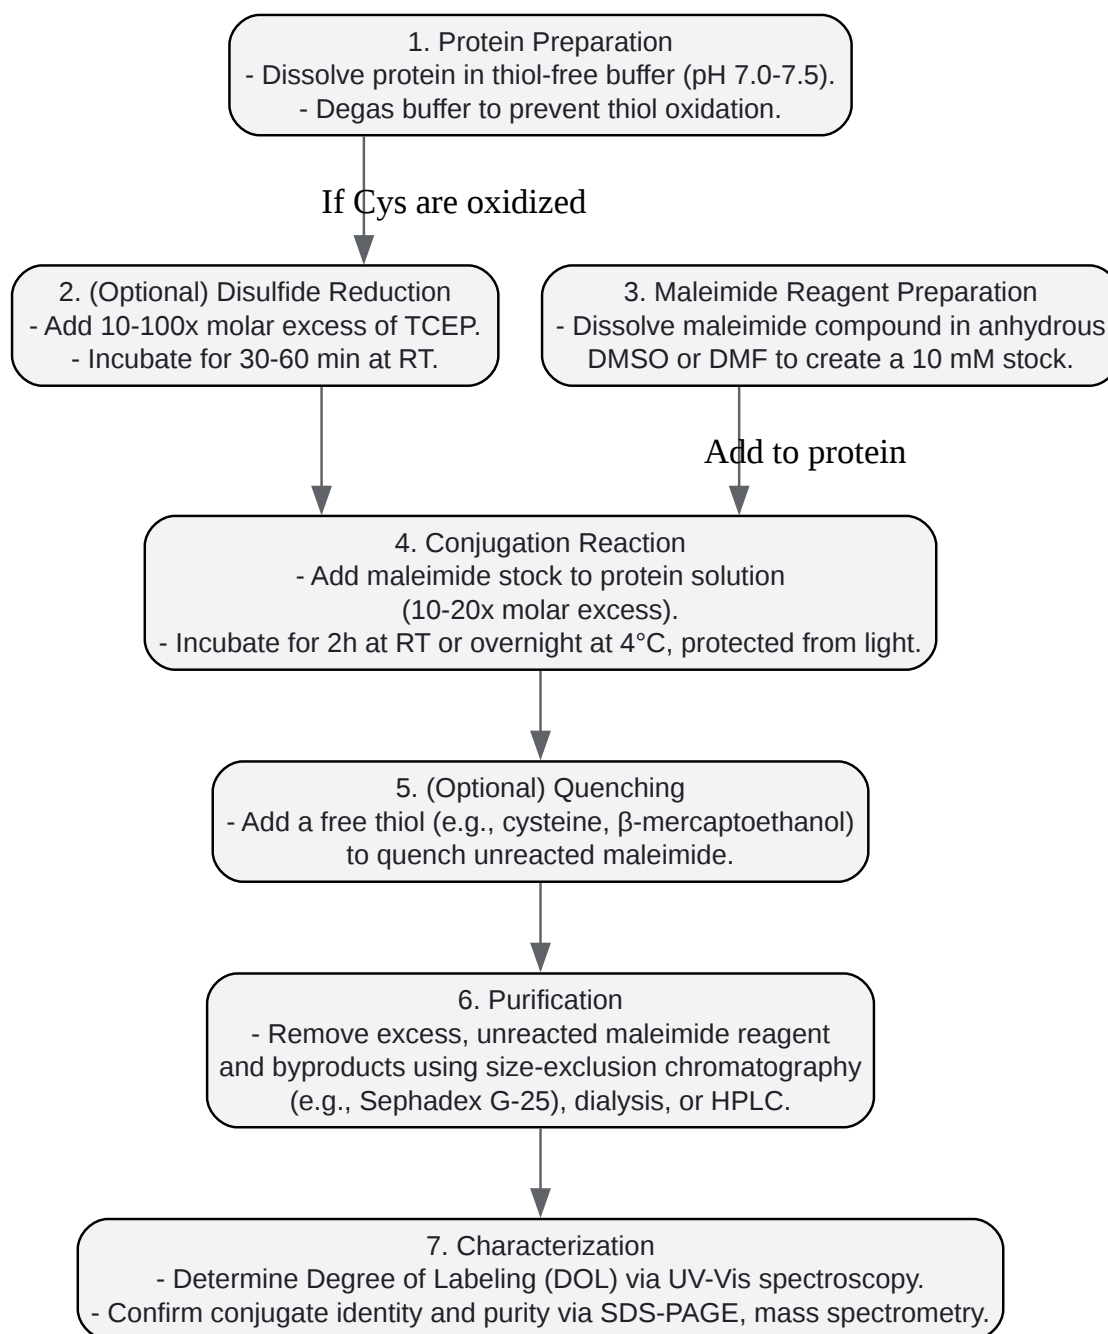 1. Protein Preparation
- Dissolve protein in thiol-free buffer (pH 7.0-7.5).
- Degas buffer to prevent thiol oxidation.
If Cys are oxidized
2. (Optional) Disulfide Reduction
- Add 10-100x molar excess of TCEP.
- Incubate for 30-60 min at RT.
3. Maleimide Reagent Preparation
- Dissolve maleimide compound in anhydrous
DMSO or DMF to create a 10 mM stock.
Add to protein
4. Conjugation Reaction
- Add maleimide stock to protein solution
(10-20x molar excess).
- Incubate for 2h at RT or overnight at 4°C, protected from light.
5. (Optional) Quenching
- Add a free thiol (e.g., cysteine, β-mercaptoethanol)
to quench unreacted maleimide.
6. Purification
- Remove excess, unreacted maleimide reagent
and byproducts using size-exclusion chromatography
(e.g., Sephadex G-25), dialysis, or HPLC.
7. Characterization
- Determine Degree of Labeling (DOL) via UV-Vis spectroscopy.
- Confirm conjugate identity and purity via SDS-PAGE, mass spectrometry.